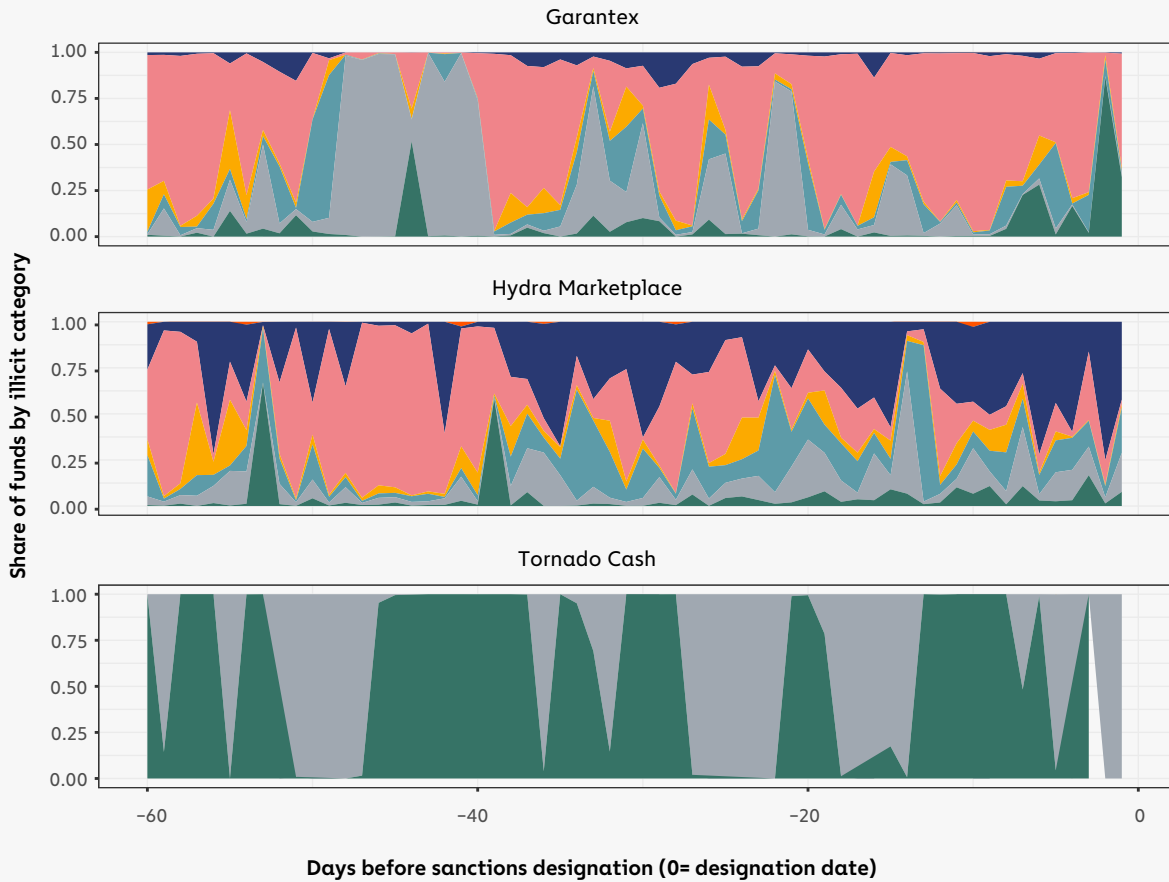 Garantex
1.00
0.75
0.50
0.25
0.00
Hydra Marketplace
1.00
0.75
0.50
0.25
0.00
Share of funds by illicit category
Tornado Cash
1.00
0.75
0.50
0.25
0.00
−60 −40 −20 0
Days before sanctions designation (0= designation date)